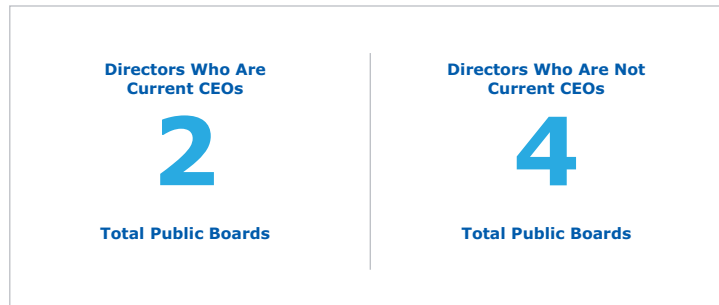 Directors Who Are
Current CEOs
2
Total Public Boards
Directors Who Are Not
Current CEOs
4
Total Public Boards